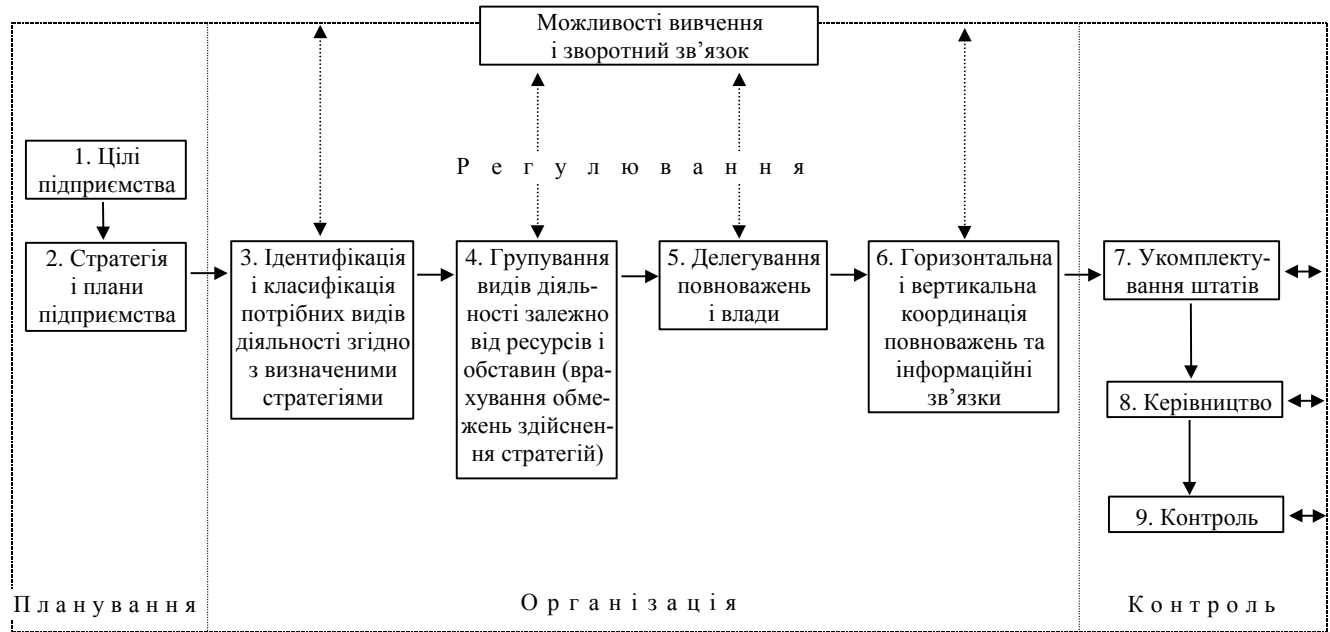 Можливості вивчення
і зворотний зв’язок
Р е г у л ю в а н н я
1. Цілі
підприємства
2. Стратегія
і плани
підприємства
3. Ідентифікація
і класифікація
потрібних видів
діяльності згідно
з визначеними
стратегіями
4. Групування
видів діяль-
ності залежно
від ресурсів і
обставин (вра-
хування обме-
жень здійснен-
ня стратегій)
5. Делегування
повноважень
і влади
6. Горизонтальна
і вертикальна
координація
повноважень та
інформаційні
зв’язки
7. Укомплекту-
вання штатів
8. Керівництво
9. Контроль
П л а н у в а н н я
О р г а н і з а ц і я
К о н т р о л ь